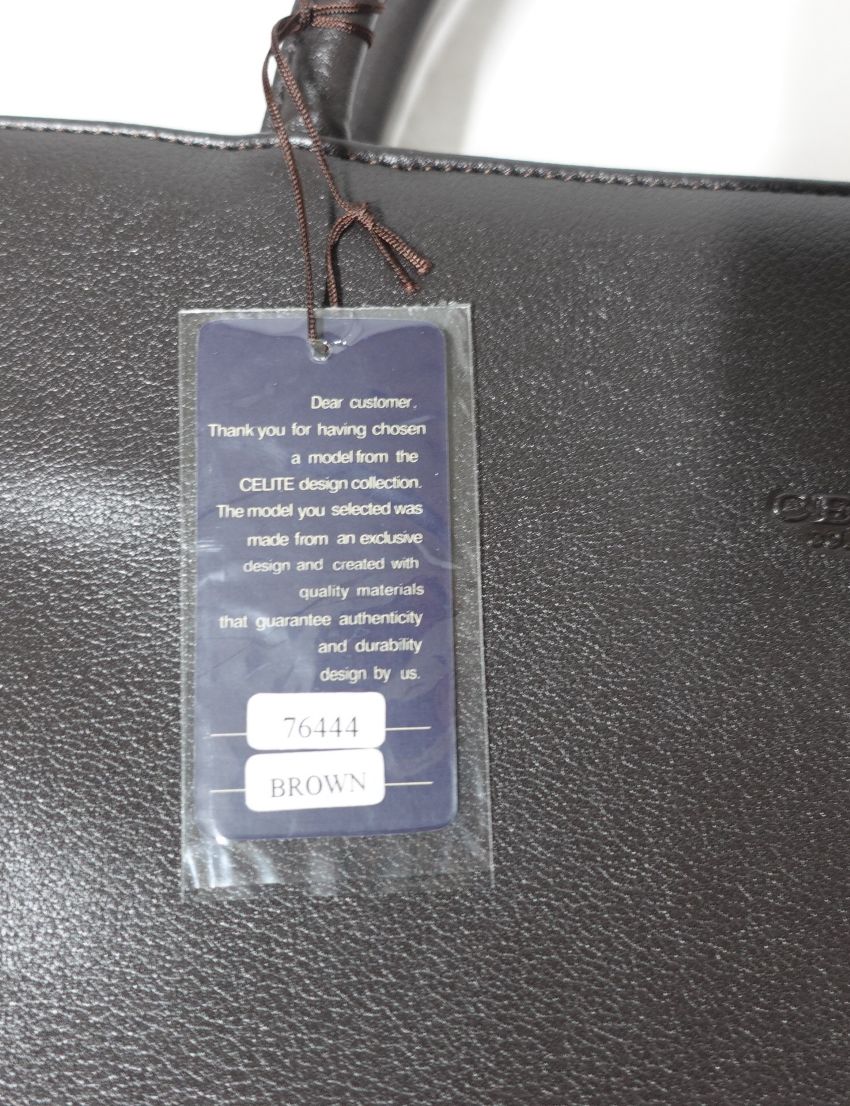 Dear customer.
Thank you for having chosen
a model from the
CELITE design collection.
The model you selected was
made from an exclusive
design and created with
quality materials
that guarantee authenticity
and durability
design by us.
76444
BROWN